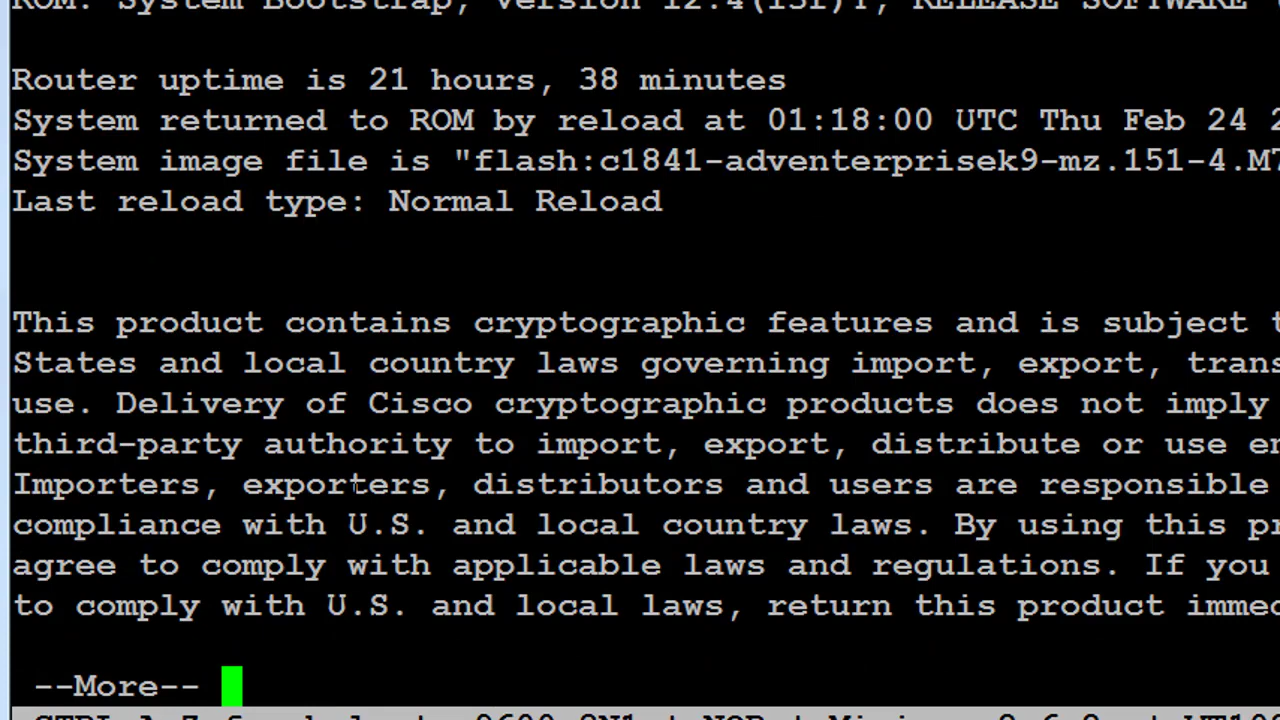 ROM: System Bootstrap, Version 12.4(13r)T, RELEASE SOFTWARE
Router uptime is 21 hours, 38 minutes
System returned to ROM by reload at 01:18:00 UTC Thu Feb 24
System image file is "flash:c1841-adventerprisek9-mz.151-4.M7
Last reload type: Normal Reload
This product contains cryptographic features and is subject t
States and local country laws governing import, export, trans
use. Delivery of Cisco cryptographic products does not imply
third-party authority to import, export, distribute or use en
Importers, exporters, distributors and users are responsible
compliance with U.S. and local country laws. By using this pr
agree to comply with applicable laws and regulations. If you
to comply with U.S. and local laws, return this product immed
--More--